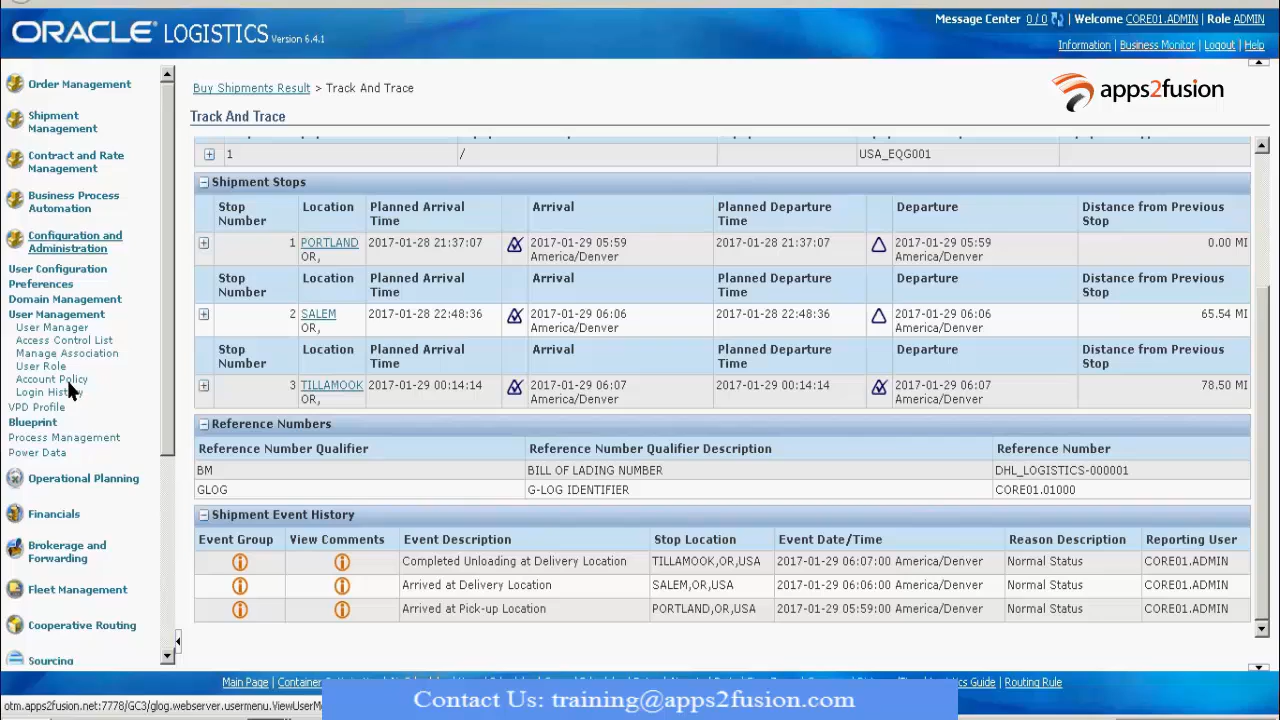 Message Center 0 / 0 | Welcome CORE01.ADMIN | Role ADMIN
ORACLE LOGISTICS Version 6.4.1
Information | Business Monitor | Logout | Help
Order Management
Shipment
Management
Contract and Rate
Management
Business Process
Automation
Configuration and
Administration
User Configuration
Preferences
Domain Management
User Management
User Manager
Access Control List
Manage Association
User Role
Account Policy
VPD Profile
Blueprint
Process Management
Power Data
Operational Planning
Financials
Brokerage and
Forwarding
Fleet Management
Cooperative Routing
Sourcing
Buy Shipments Result > Track And Trace
apps2fusion
Track And Trace
1 / USA_EQG001
Shipment Stops
Stop Number Location Planned Arrival Time Arrival Planned Departure Time Departure Distance from Previous Stop
1 PORTLAND 2017-01-28 21:37:07 2017-01-29 05:59 2017-01-28 21:37:07 2017-01-29 05:59 0.00 MI
OR, America/Denver America/Denver
Stop Number Location Planned Arrival Time Arrival Planned Departure Time Departure Distance from Previous Stop
2 SALEM 2017-01-28 22:48:36 2017-01-29 06:06 2017-01-28 22:48:36 2017-01-29 06:06 65.54 MI
OR, America/Denver America/Denver
Stop Number Location Planned Arrival Time Arrival Planned Departure Time Departure Distance from Previous Stop
3 TILLAMOOK 2017-01-29 00:14:14 2017-01-29 06:07 2017-01-29 00:14:14 2017-01-29 06:07 78.50 MI
OR, America/Denver America/Denver
Reference Numbers
Reference Number Qualifier Reference Number Qualifier Description Reference Number
BM BILL OF LADING NUMBER DHL_LOGISTICS-000001
GLOG G-LOG IDENTIFIER CORE01.01000
Shipment Event History
Event Group View Comments Event Description Stop Location Event Date/Time Reason Description Reporting User
Completed Unloading at Delivery Location TILLAMOOK,OR,USA 2017-01-29 06:07:00 America/Denver Normal Status CORE01.ADMIN
Arrived at Delivery Location SALEM,OR,USA 2017-01-29 06:06:00 America/Denver Normal Status CORE01.ADMIN
Arrived at Pick-up Location PORTLAND,OR,USA 2017-01-29 05:59:00 America/Denver Normal Status CORE01.ADMIN
Main Page | Guide | Routing Rule
Contact Us: training@apps2fusion.com